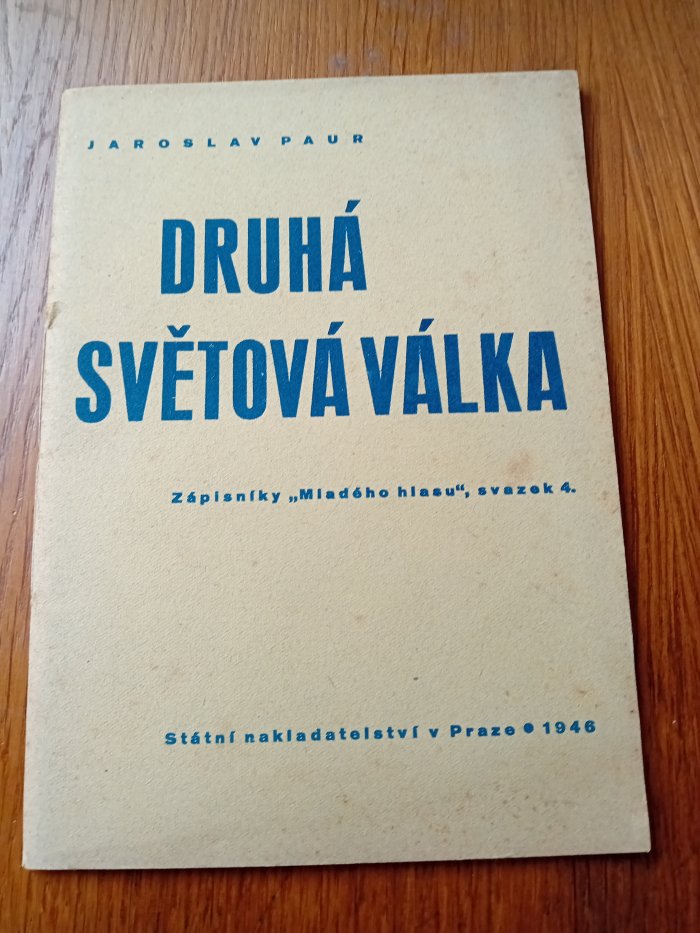 JAROSLAV PAUR
DRUHÁ
SVĚTOVÁ VÁLKA
Zápisníky „Mladého hlasu“, svazek 4.
Státní nakladatelství v Praze • 1946